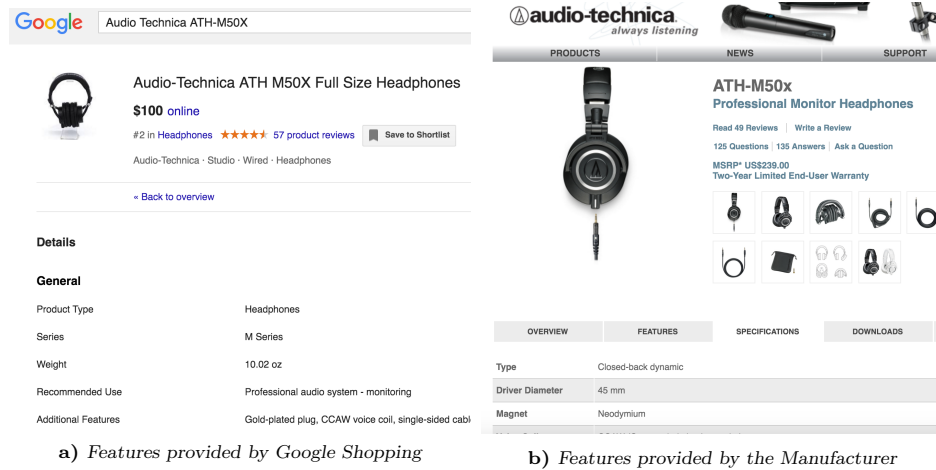 Google
Audio Technica ATH-M50X
Audio-Technica ATH M50X Full Size Headphones
$100 online
#2 in Headphones 57 product reviews Save to Shortlist
Audio-Technica · Studio · Wired · Headphones
« Back to overview
Details
General
Product Type Headphones
Series M Series
Weight 10.02 oz
Recommended Use Professional audio system - monitoring
Additional Features Gold-plated plug, CCAW voice coil, single-sided cabl
a) Features provided by Google Shopping
audio-technica
always listening
PRODUCTS NEWS SUPPORT
ATH-M50x
Professional Monitor Headphones
Read 49 Reviews | Write a Review
125 Questions | 135 Answers | Ask a Question
MSRP* US$239.00
Two-Year Limited End-User Warranty
OVERVIEW FEATURES SPECIFICATIONS DOWNLOADS
Type Closed-back dynamic
Driver Diameter 45 mm
Magnet Neodymium
b) Features provided by the Manufacturer